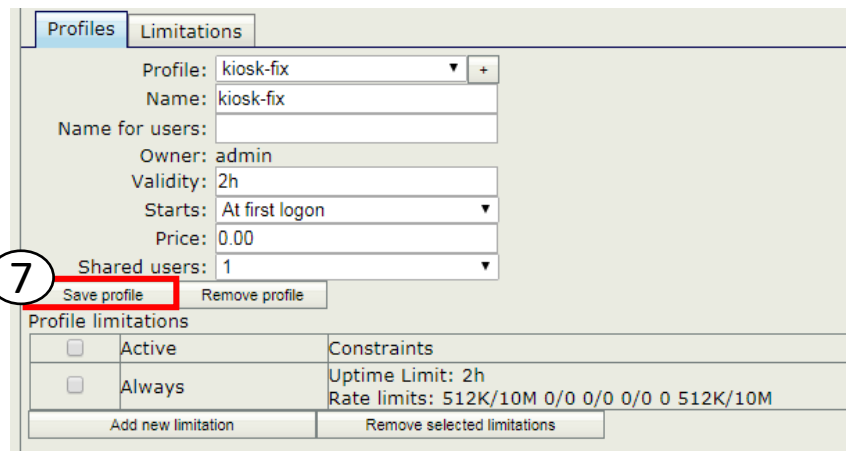 Profiles Limitations
Profile: kiosk-fix +
Name: kiosk-fix
Name for users:
Owner: admin
Validity: 2h
Starts: At first logon
Price: 0.00
Shared users: 1
7
Save profile Remove profile
Profile limitations
Active Constraints
Always Uptime Limit: 2h
Rate limits: 512K/10M 0/0 0/0 0/0 0 512K/10M
Add new limitation Remove selected limitations